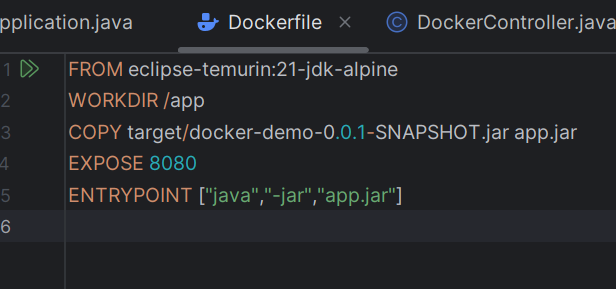 pplication.java
Dockerfile
DockerController.java
1 FROM eclipse-temurin:21-jdk-alpine
2 WORKDIR /app
3 COPY target/docker-demo-0.0.1-SNAPSHOT.jar app.jar
4 EXPOSE 8080
5 ENTRYPOINT ["java","-jar","app.jar"]
6